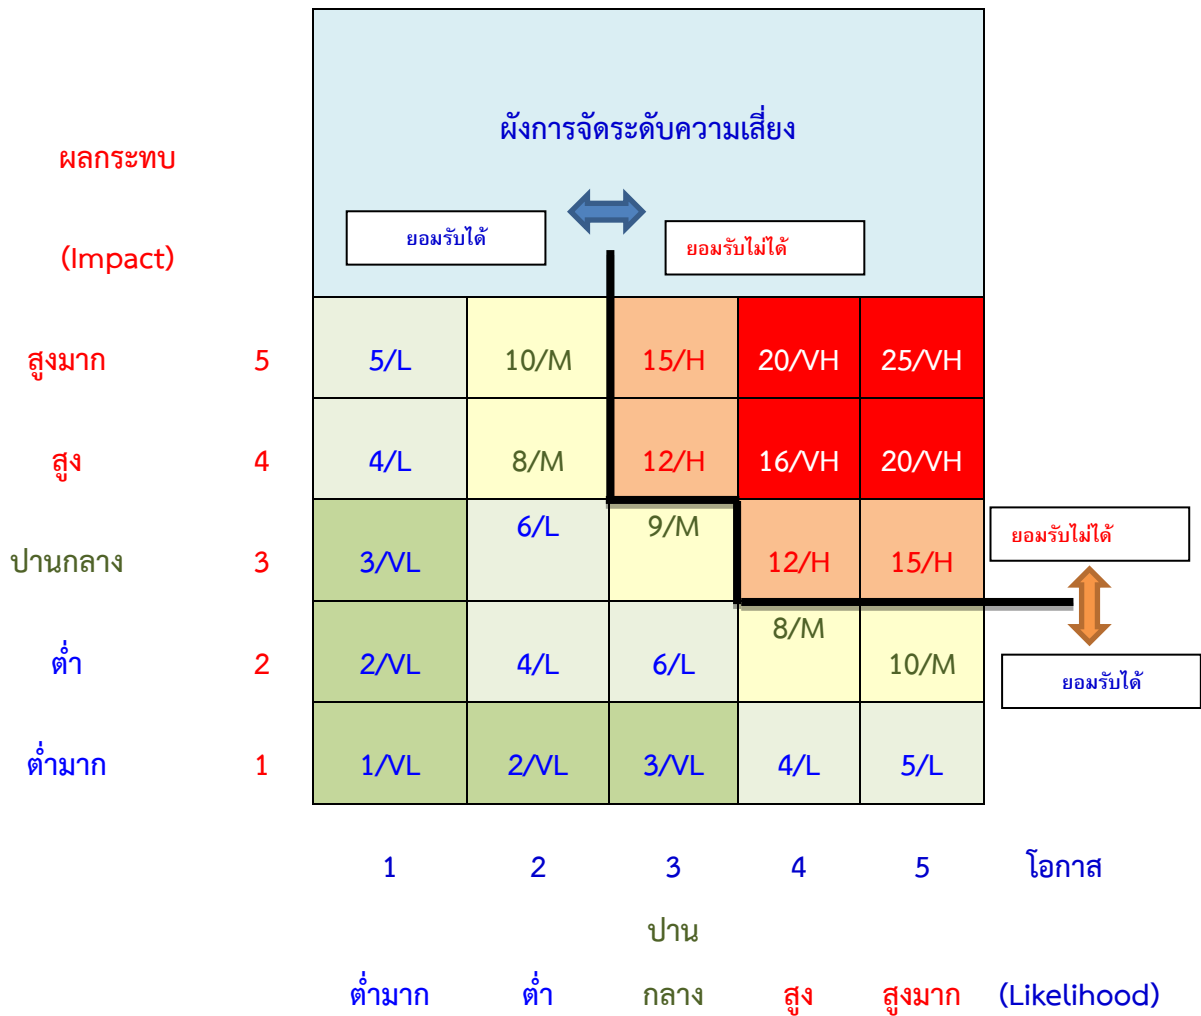 ผังการจัดระดับความเสี่ยง
ผลกระทบ
(Impact)
ยอมรับได้
ยอมรับไม่ได้
สูงมาก 5 5/L 10/M 15/H 20/VH 25/VH
สูง 4 4/L 8/M 12/H 16/VH 20/VH
ปานกลาง 3 3/VL 6/L 9/M 12/H 15/H
ยอมรับไม่ได้
ต่ำ 2 2/VL 4/L 6/L 8/M 10/M
ยอมรับได้
ต่ำมาก 1 1/VL 2/VL 3/VL 4/L 5/L
1 2 3 4 5 โอกาส
ปาน
ต่ำมาก ต่ำ กลาง สูง สูงมาก (Likelihood)